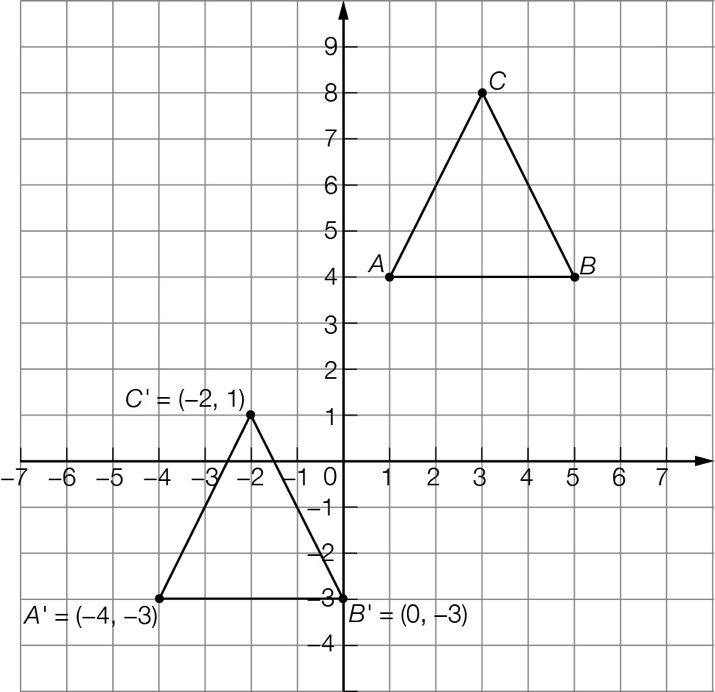 9
C
8
7
6
5
A
B
4
3
2
C' = (–2, 1)
1
–7 –6 –5 –4 –3 –2 –1 0 1 2 3 4 5 6 7
–1
–2
–3
A' = (–4, –3)
B' = (0, –3)
–4